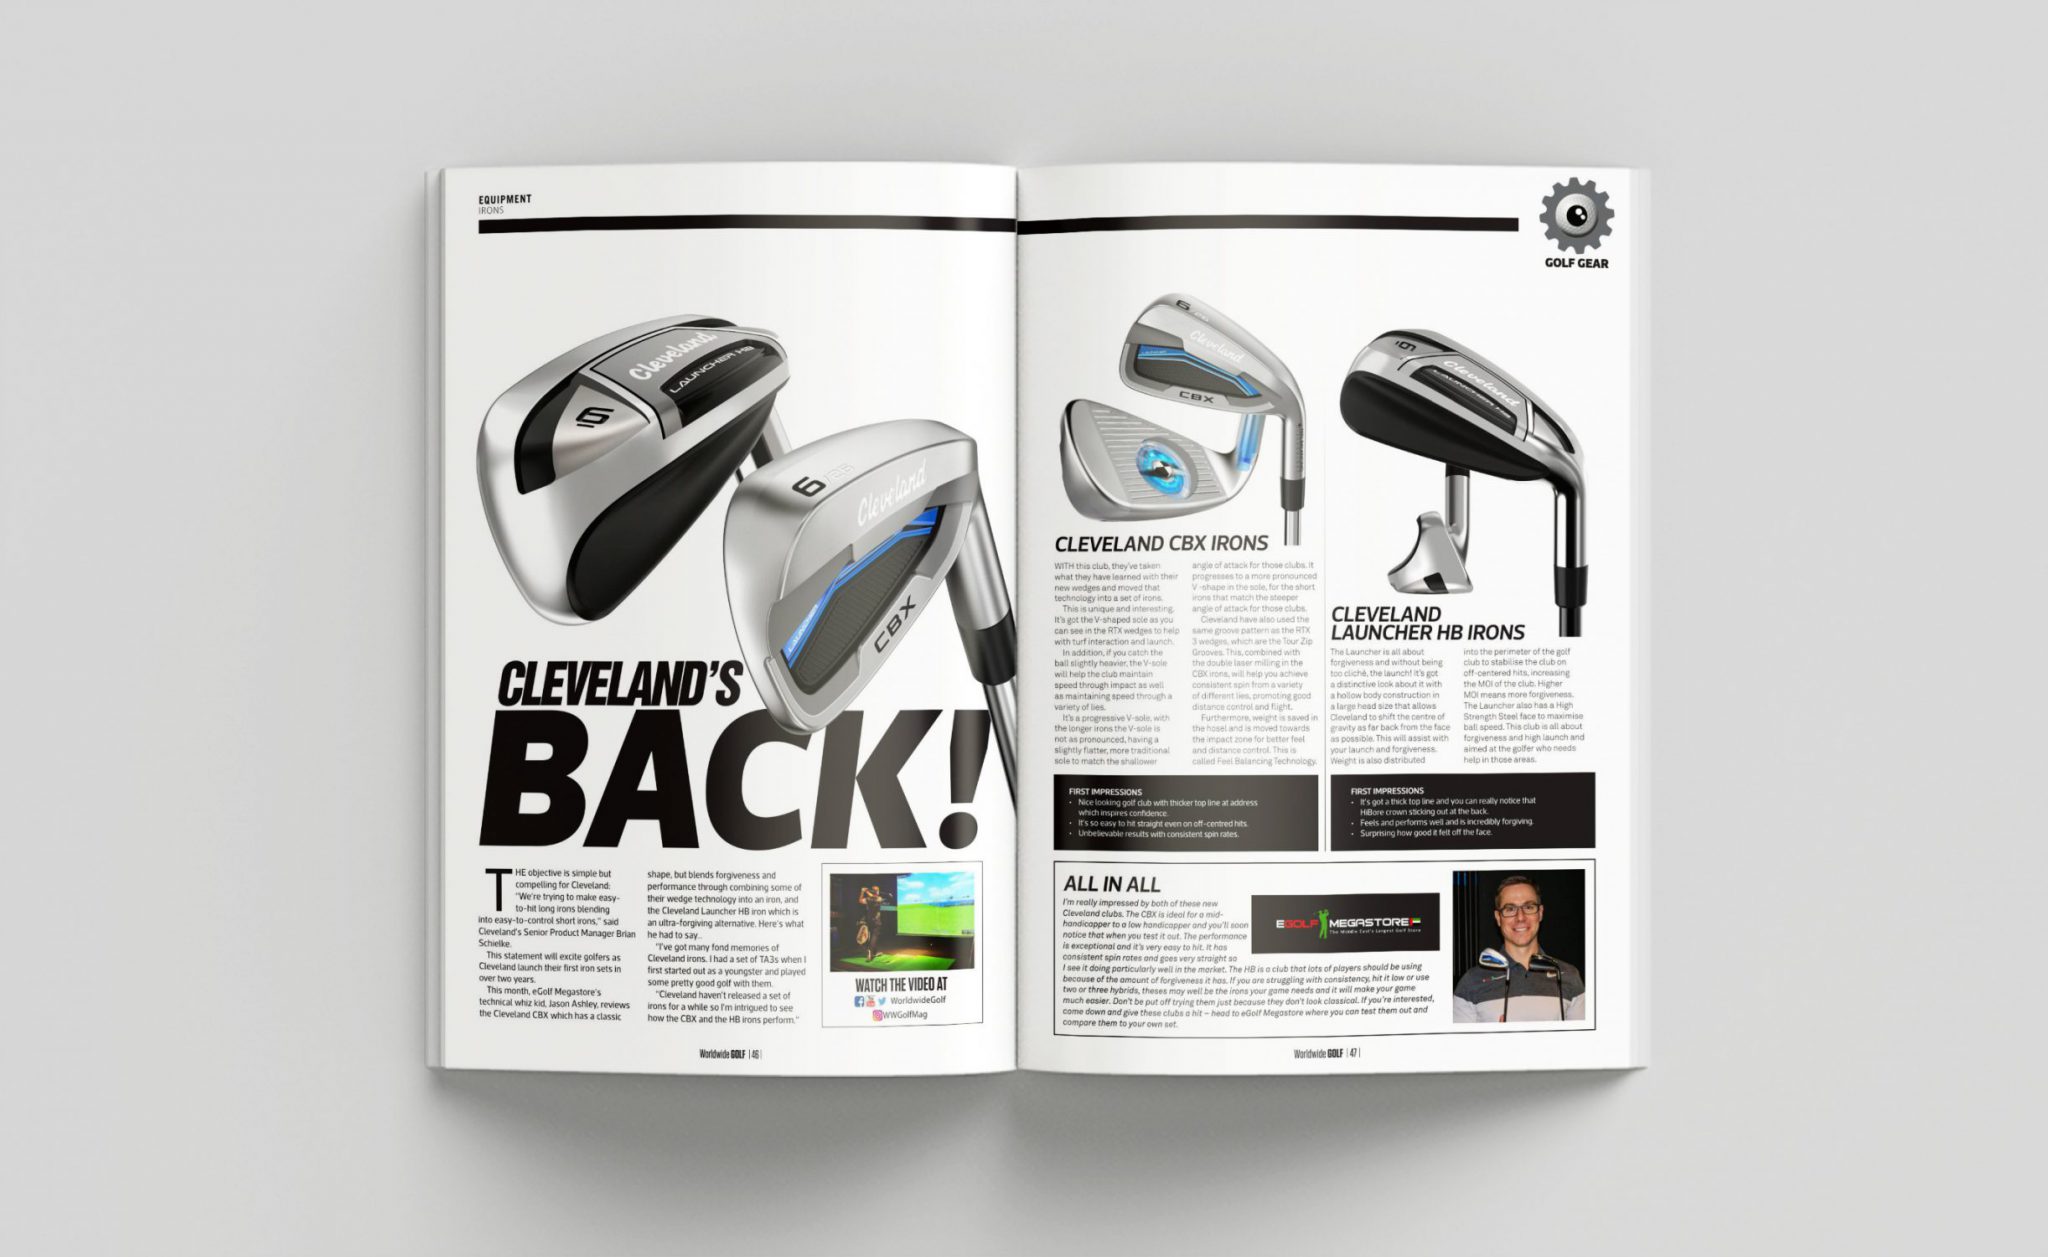 EQUIPMENT
IRONS
Cleveland
LAUNCHER HB
6
6
Cleveland
LAUNCHER
CBX
CLEVELAND'S
BACK!
THE objective is simple but
compelling for Cleveland:
"We're trying to make easy-
to-hit long irons blending
into easy-to-control short irons," said
Cleveland's Senior Product Manager Brian
Schielke.
This statement will excite golfers as
Cleveland launch their first iron sets in
over two years.
This month, eGolf Megastore's
technical whiz kid, Jason Ashley, reviews
the Cleveland CBX which has a classic
shape, but blends forgiveness and
performance through combining some of
their wedge technology into an iron, and
the Cleveland Launcher HB iron which is
an ultra-forgiving alternative. Here's what
he had to say..
"I've got many fond memories of
Cleveland irons. I had a set of TA3s when I
first started out as a youngster and played
some pretty good golf with them.
"Cleveland haven't released a set of
irons for a while so I'm intrigued to see
how the CBX and the HB irons perform."
WATCH THE VIDEO AT
WorldwideGolf
WWGolfMag
Worldwide GOLF | 46 |
GOLF GEAR
6
Cleveland
CBX
6
Cleveland
LAUNCHER HB
CLEVELAND CBX IRONS
WITH this club, they've taken
what they have learned with their
new wedges and moved that
technology into a set of irons.
This is unique and interesting.
It's got the V-shaped sole as you
can see in the RTX wedges to help
with turf interaction and launch.
In addition, if you catch the
ball slightly heavier, the V-sole
will help the club maintain
speed through impact as well
as maintaining speed through a
variety of lies.
It's a progressive V-sole, with
the longer irons the V-sole is
not as pronounced, having a
slightly flatter, more traditional
sole to match the shallower
angle of attack for those clubs. It
progresses to a more pronounced
V -shape in the sole, for the short
irons that match the steeper
angle of attack for those clubs.
Cleveland have also used the
same groove pattern as the RTX
3 wedges, which are the Tour Zip
Grooves. This, combined with
the double laser milling in the
CBX irons, will help you achieve
consistent spin from a variety
of different lies, promoting good
distance control and flight.
Furthermore, weight is saved in
the hosel and is moved towards
the impact zone for better feel
and distance control. This is
called Feel Balancing Technology.
FIRST IMPRESSIONS
• Nice looking golf club with thicker top line at address
which inspires confidence.
• It's so easy to hit straight even on off-centred hits.
• Unbelievable results with consistent spin rates.
CLEVELAND
LAUNCHER HB IRONS
The Launcher is all about
forgiveness and without being
too cliché, the launch! It's got
a distinctive look about it with
a hollow body construction in
a large head size that allows
Cleveland to shift the centre of
gravity as far back from the face
as possible. This will assist with
your launch and forgiveness.
Weight is also distributed
into the perimeter of the golf
club to stabilise the club on
off-centered hits, increasing
the MOI of the club. Higher
MOI means more forgiveness.
The Launcher also has a High
Strength Steel face to maximise
ball speed. This club is all about
forgiveness and high launch and
aimed at the golfer who needs
help in those areas.
FIRST IMPRESSIONS
• It's got a thick top line and you can really notice that
HiBore crown sticking out at the back.
• Feels and performs well and is incredibly forgiving.
• Surprising how good it felt off the face.
ALL IN ALL
I'm really impressed by both of these new
Cleveland clubs. The CBX is ideal for a mid-
handicapper to a low handicapper and you'll soon
notice that when you test it out. The performance
is exceptional and it's very easy to hit. It has
consistent spin rates and goes very straight so
I see it doing particularly well in the market. The HB is a club that lots of players should be using
because of the amount of forgiveness it has. If you are struggling with consistency, hit it low or use
two or three hybrids, theses may well be the irons your game needs and it will make your game
much easier. Don't be put off trying them just because they don't look classical. If you're interested,
come down and give these clubs a hit – head to eGolf Megastore where you can test them out and
compare them to your own set.
EGOLF MEGASTORE
The Middle East's Largest Golf Store
Worldwide GOLF | 47 |